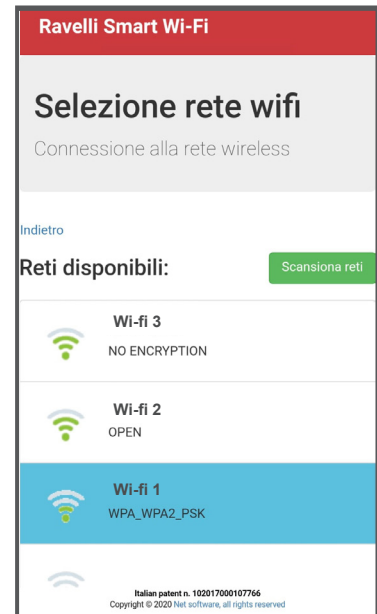 Ravelli Smart Wi-Fi
Selezione rete wifi
Connessione alla rete wireless
Indietro
Reti disponibili:
Scansiona reti
Wi-fi 3
NO ENCRYPTION
Wi-fi 2
OPEN
Wi-fi 1
WPA_WPA2_PSK
Italian patent n. 102017000107766
Copyright © 2020 Net software, all rights reserved